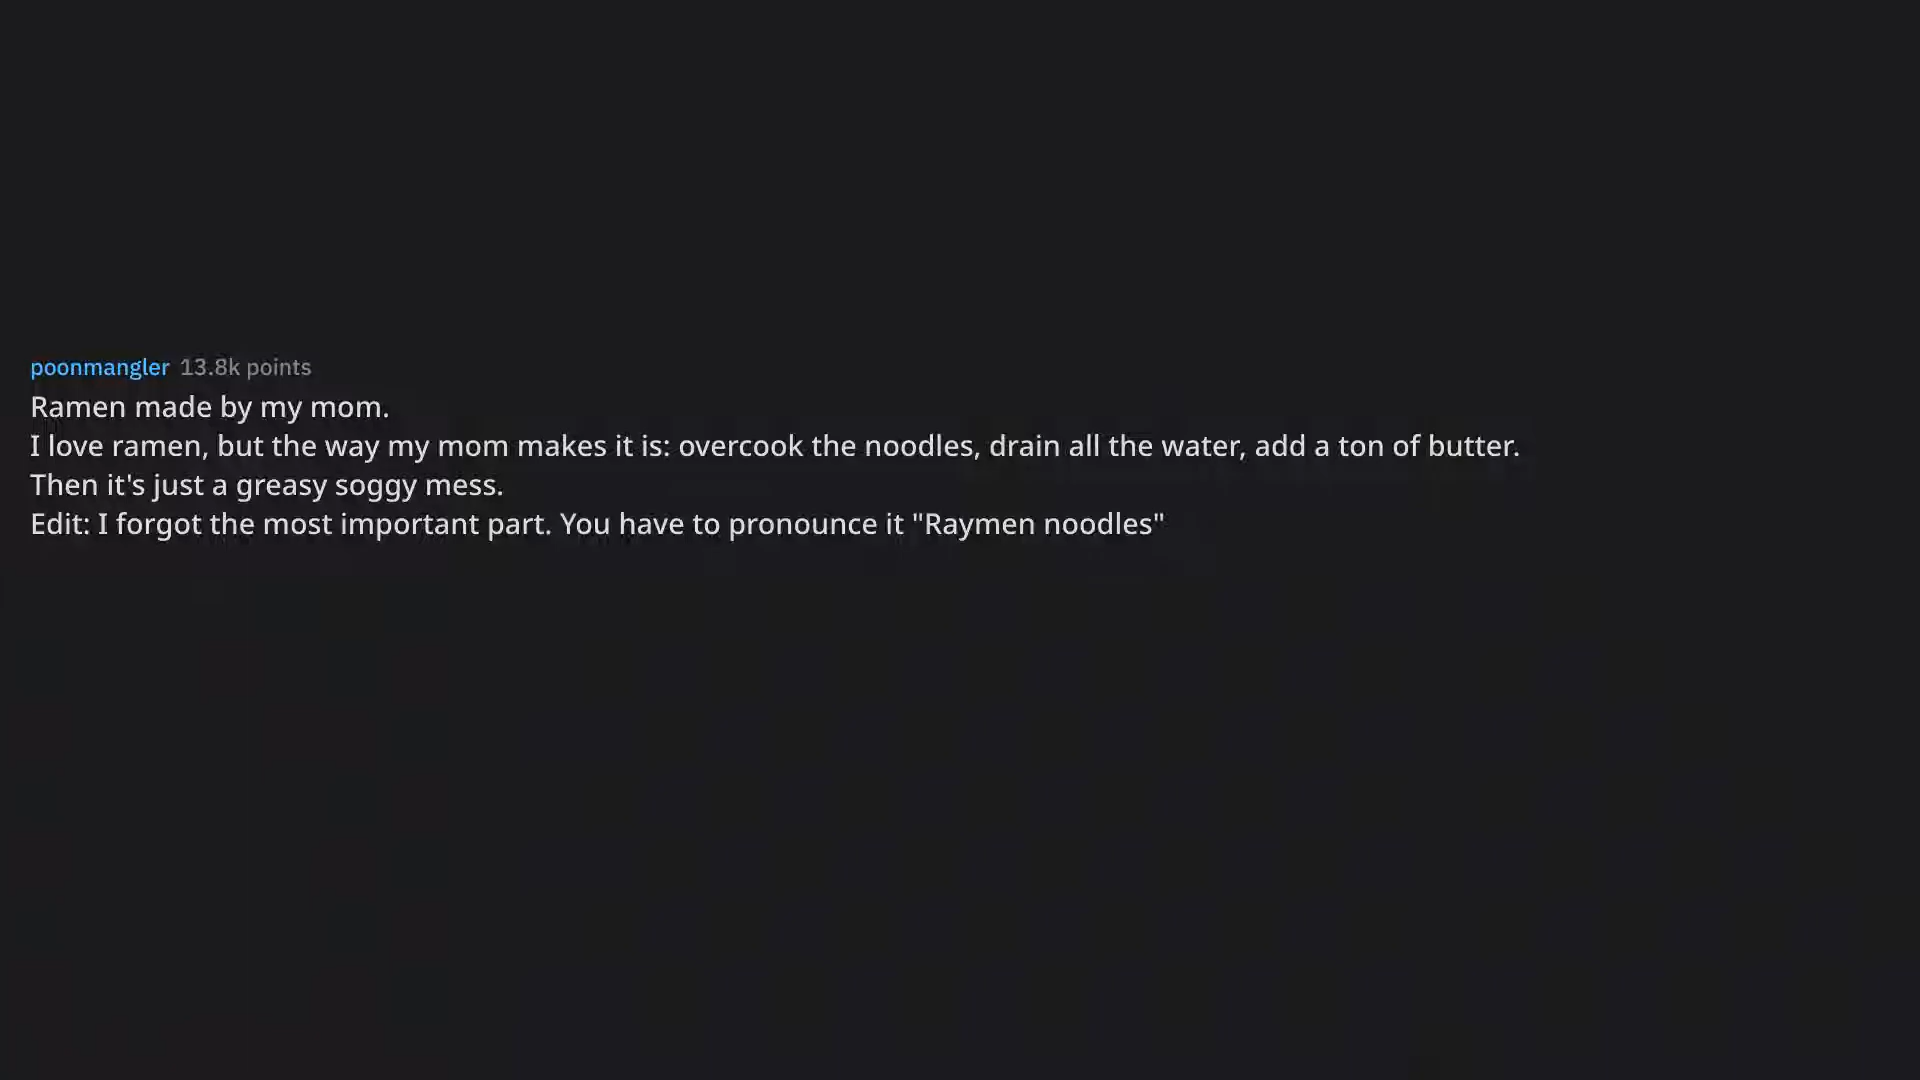 poonmangler 13.8k points
Ramen made by my mom.
I love ramen, but the way my mom makes it is: overcook the noodles, drain all the water, add a ton of butter.
Then it's just a greasy soggy mess.
Edit: I forgot the most important part. You have to pronounce it "Raymen noodles"